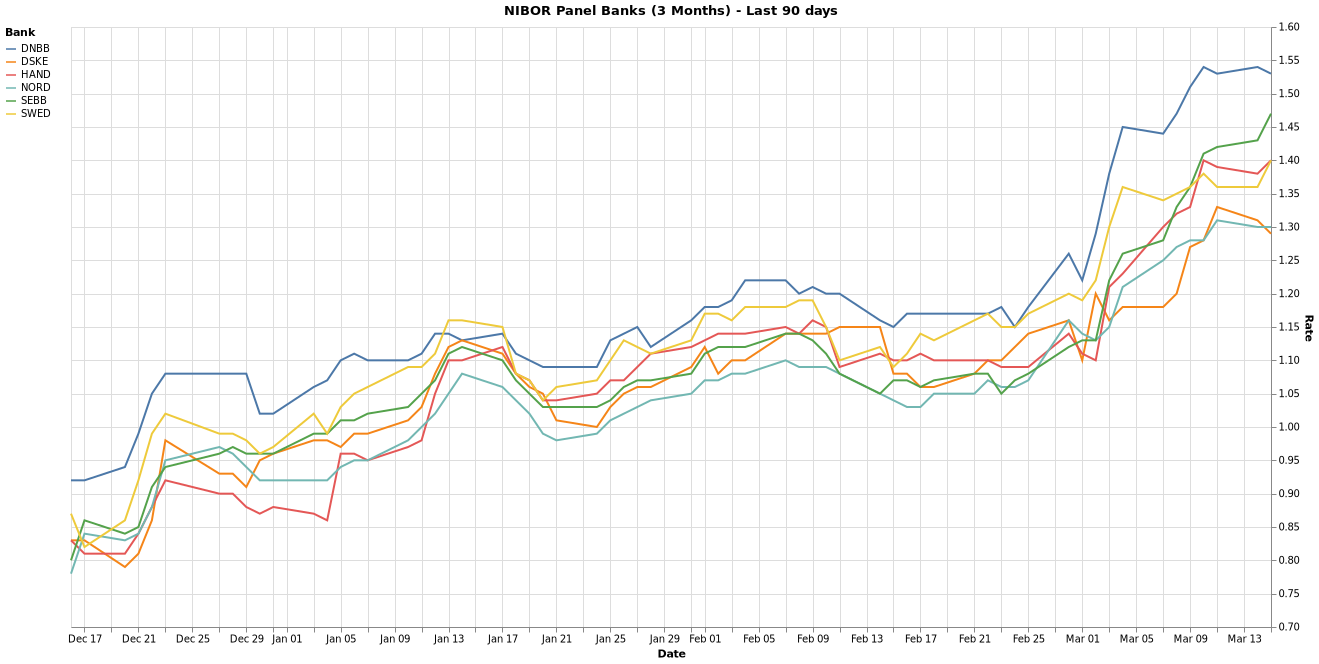 NIBOR Panel Banks (3 Months) - Last 90 days
Bank
DNBB
DSKE
HAND
NORD
SEBB
SWED
1.60
1.55
1.50
1.45
1.40
1.35
1.30
1.25
1.20
1.15
1.10
1.05
1.00
0.95
0.90
0.85
0.80
0.75
0.70
Rate
Dec 17 Dec 21 Dec 25 Dec 29 Jan 01 Jan 05 Jan 09 Jan 13 Jan 17 Jan 21 Jan 25 Jan 29 Feb 01 Feb 05 Feb 09 Feb 13 Feb 17 Feb 21 Feb 25 Mar 01 Mar 05 Mar 09 Mar 13
Date